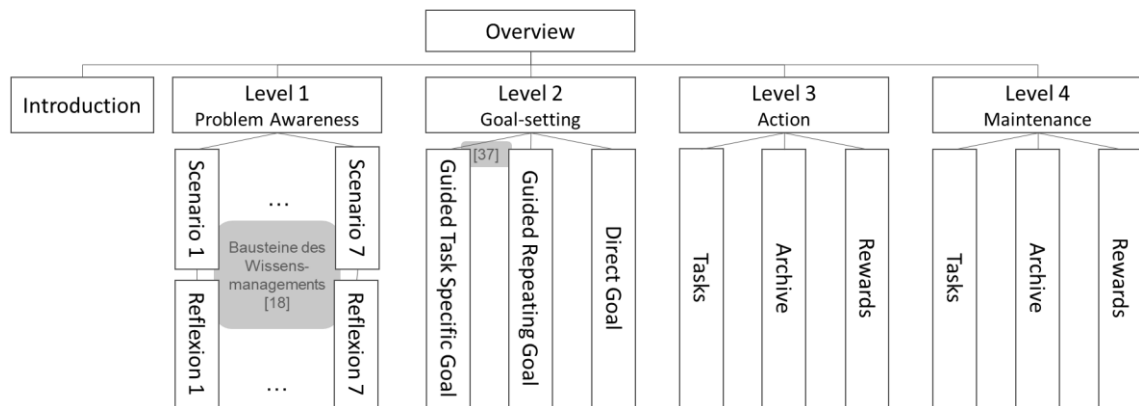 Overview
Introduction
Level 1
Problem Awareness
Level 2
Goal-setting
Level 3
Action
Level 4
Maintenance
Scenario 1
...
Scenario 7
Bausteine des
Wissens-
managements
[18]
Reflexion 1
...
Reflexion 7
[37]
Guided Task Specific Goal
Guided Repeating Goal
Direct Goal
Tasks
Archive
Rewards
Tasks
Archive
Rewards